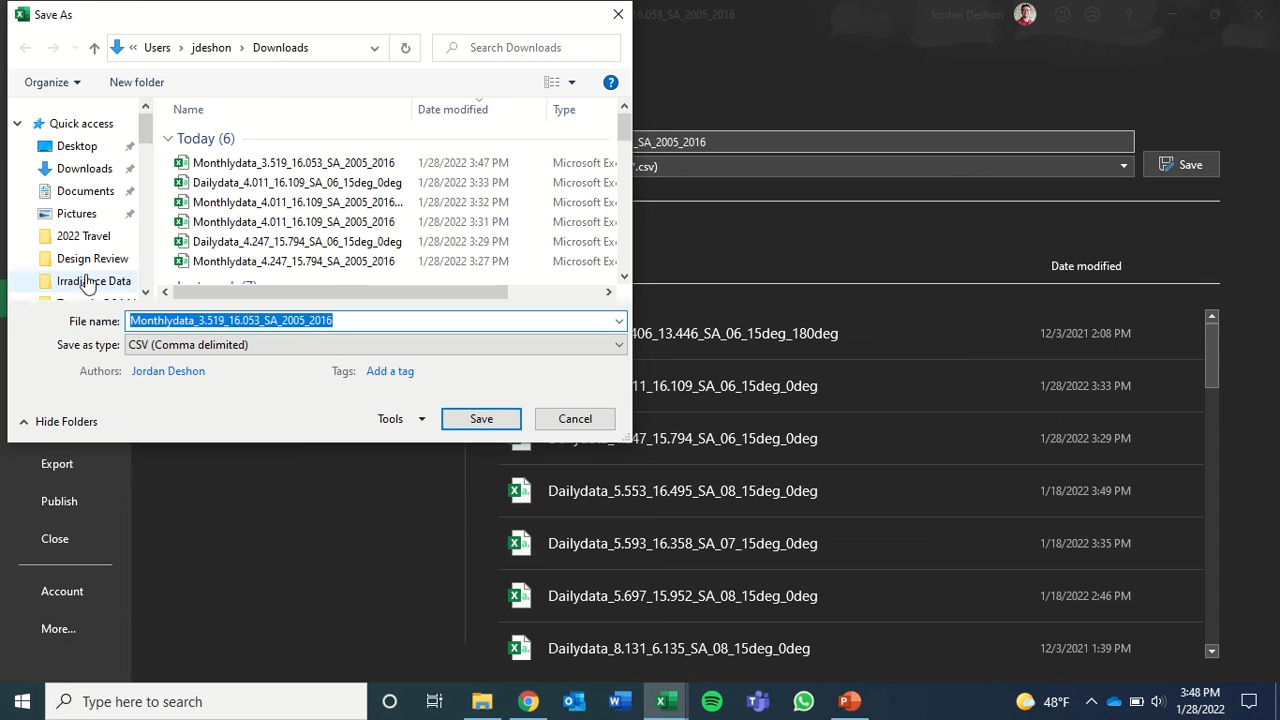 Save As
16.053_SA_2005_2016
Jordan Deshon
Users
jdeshon
Downloads
Search Downloads
Organize
New folder
Name
Date modified
Type
Quick access
Desktop
Downloads
Documents
Pictures
2022 Travel
Design Review
Irradiance Data
Today (6)
Monthlydata_3.519_16.053_SA_2005_2016 1/28/2022 3:47 PM Microsoft Ex
Dailydata_4.011_16.109_SA_06_15deg_0deg 1/28/2022 3:33 PM Microsoft Ex
Monthlydata_4.011_16.109_SA_2005_2016... 1/28/2022 3:32 PM Microsoft Ex
Monthlydata_4.011_16.109_SA_2005_2016 1/28/2022 3:31 PM Microsoft Ex
Dailydata_4.247_15.794_SA_06_15deg_0deg 1/28/2022 3:29 PM Microsoft Ex
Monthlydata_4.247_15.794_SA_2005_2016 1/28/2022 3:27 PM Microsoft Ex
File name: Monthlydata_3.519_16.053_SA_2005_2016
Save as type: CSV (Comma delimited)
Authors: Jordan Deshon
Tags: Add a tag
Hide Folders
Tools
Save
Cancel
_SA_2005_2016
*.csv)
Save
Date modified
406_13.446_SA_06_15deg_180deg 12/3/2021 2:08 PM
11_16.109_SA_06_15deg_0deg 1/28/2022 3:33 PM
47_15.794_SA_06_15deg_0deg 1/28/2022 3:29 PM
Dailydata_5.553_16.495_SA_08_15deg_0deg 1/18/2022 3:49 PM
Dailydata_5.593_16.358_SA_07_15deg_0deg 1/18/2022 3:35 PM
Dailydata_5.697_15.952_SA_08_15deg_0deg 1/18/2022 2:46 PM
Dailydata_8.131_6.135_SA_08_15deg_0deg 12/3/2021 1:39 PM
Export
Publish
Close
Account
More...
Type here to search
48°F
3:48 PM
1/28/2022